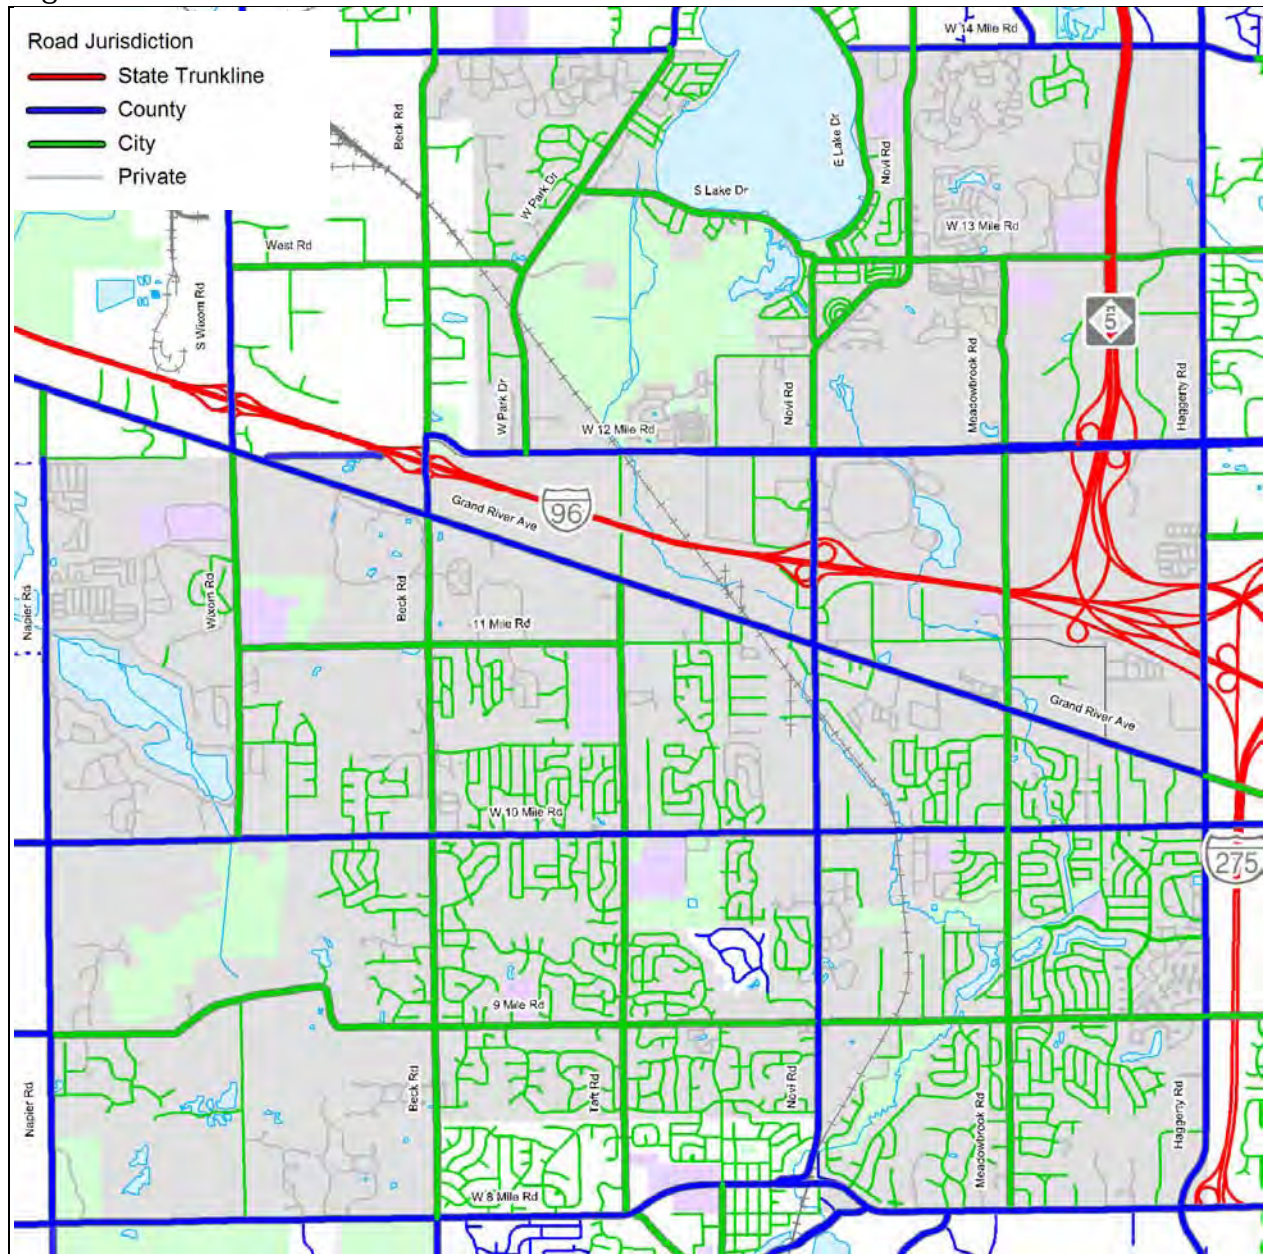 Road Jurisdiction
State Trunkline
County
City
Private
W 14 Mile Rd
Beck Rd
E Lake Dr
Novi Rd
W Park Dr
S Lake Dr
W 13 Mile Rd
West Rd
S Wixom Rd
5
W Park Dr
Novi Rd
Meadowbrook Rd
Haggerty Rd
W 12 Mile Rd
Grand River Ave
96
Napier Rd
Wixom Rd
Beck Rd
11 Mile Rd
Grand River Ave
W 10 Mile Rd
275
9 Mile Rd
Napier Rd
Beck Rd
Taft Rd
Novi Rd
Meadowbrook Rd
Haggerty Rd
W 8 Mile Rd